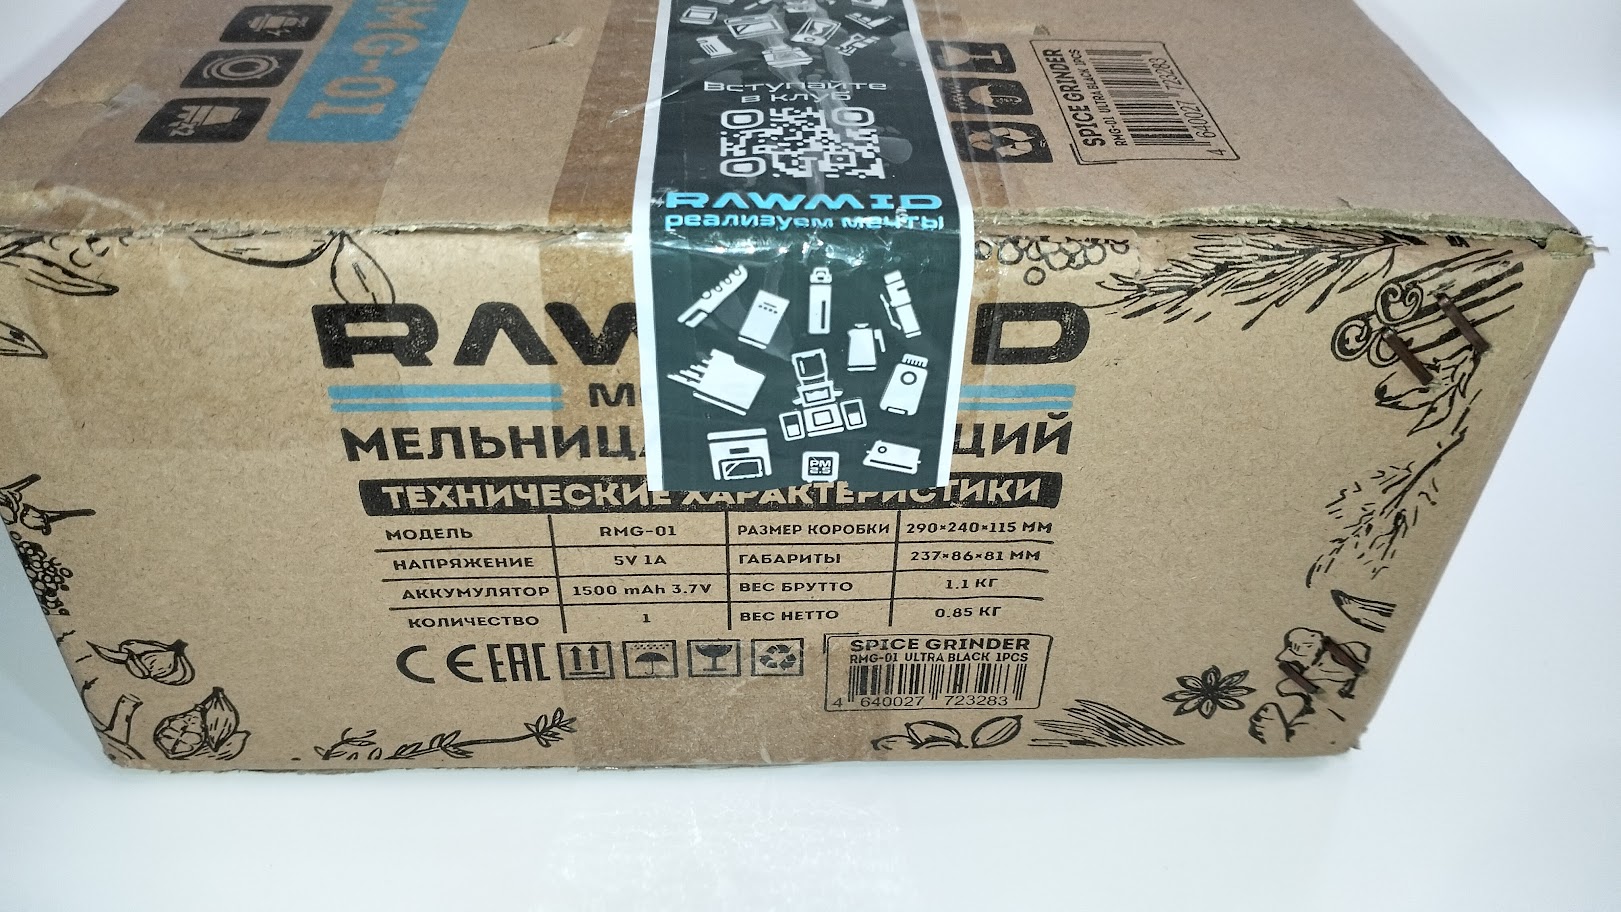 RMG-01
SPICE GRINDER
RMG-01 ULTRA BLACK 1PCS
4 640027 723283
Вступайте
в клуб
RAWMID
реализуем мечты
PM
ТЕХНИЧЕСКИЕ ХАРАКТЕРИСТИКИ
МОДЕЛЬ RMG-01 РАЗМЕР КОРОБКИ 290×240×115 ММ
НАПРЯЖЕНИЕ 5V 1A ГАБАРИТЫ 237×86×81 ММ
АККУМУЛЯТОР 1500 mAh 3.7V ВЕС БРУТТО 1.1 КГ
КОЛИЧЕСТВО 1 ВЕС НЕТТО 0.85 КГ
CE EAC
SPICE GRINDER
RMG-01 ULTRA BLACK 1PCS
4 640027 723283